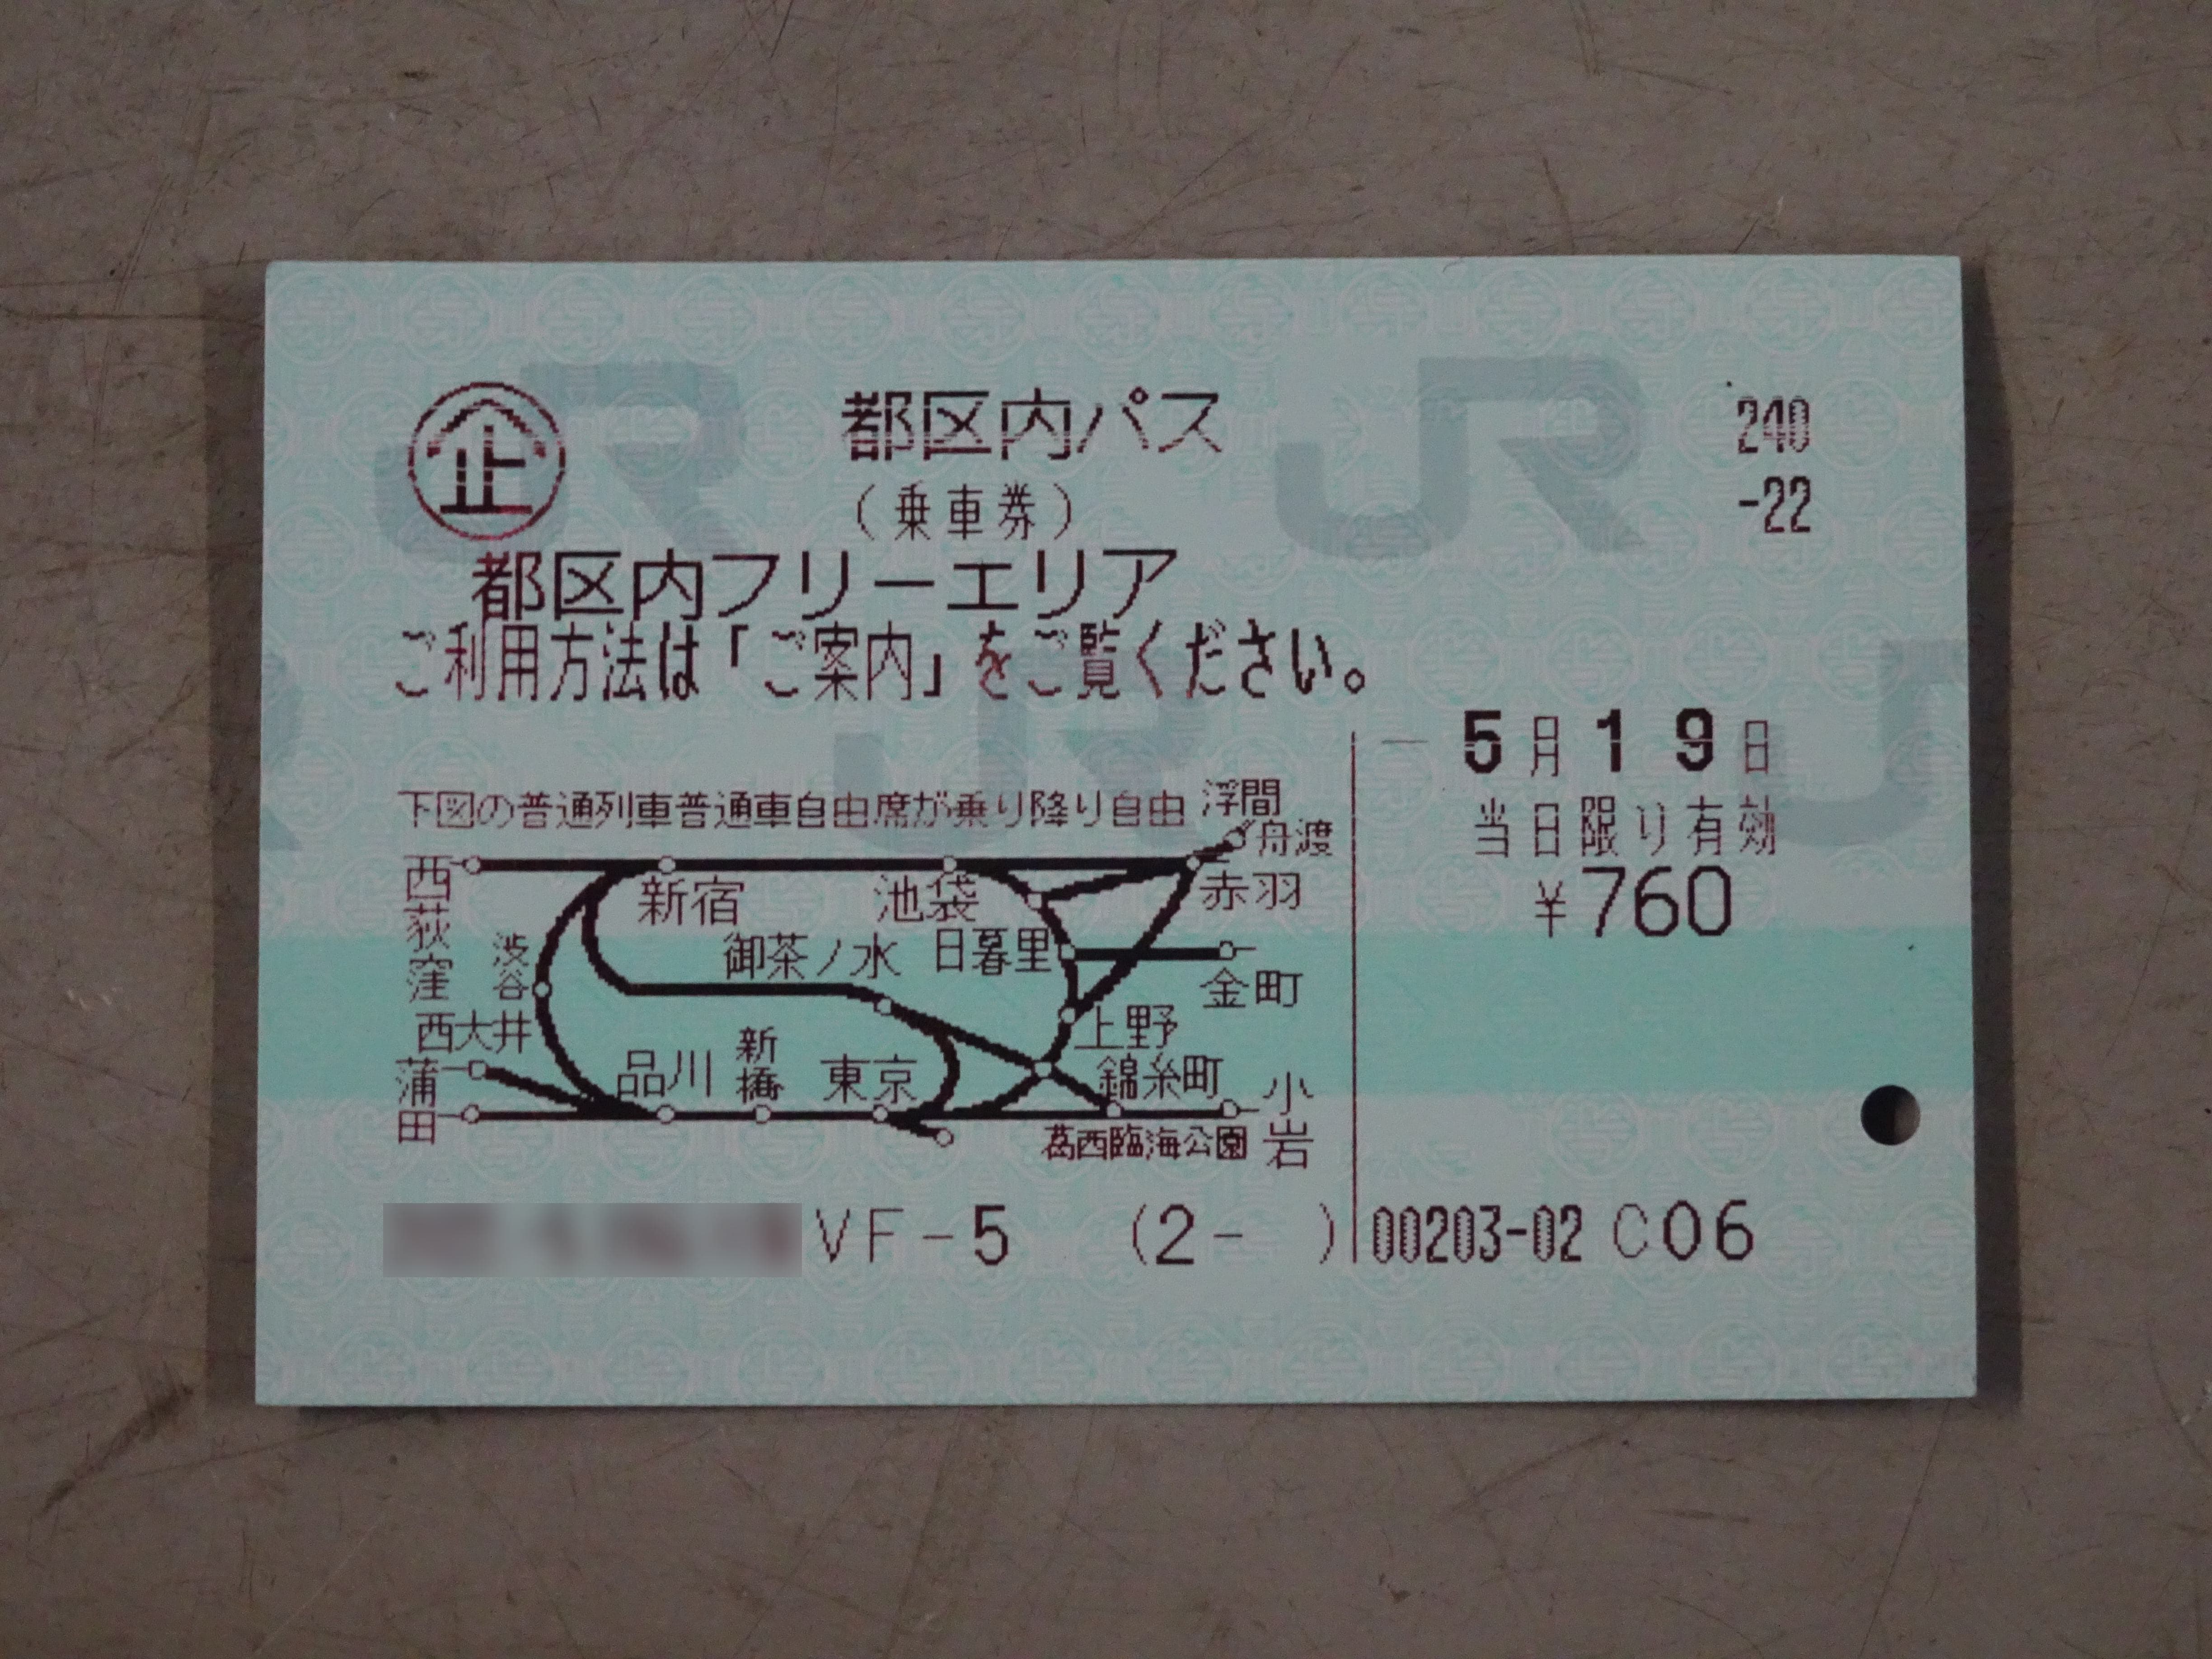 企
都区内パス
240
(乗車券)
-22
都区内フリーエリア
ご利用方法は「ご案内」をご覧ください。
5月19日
当日限り有効
¥760
下図の普通列車普通車自由席が乗り降り自由
浮間
舟渡
西荻窪
新宿
池袋
赤羽
渋谷
御茶ノ水
日暮里
金町
西大井
上野
蒲田
品川
新橋
東京
錦糸町
小岩
葛西臨海公園
VF-5 (2- ) 00203-02 C06
JR
JR
JR